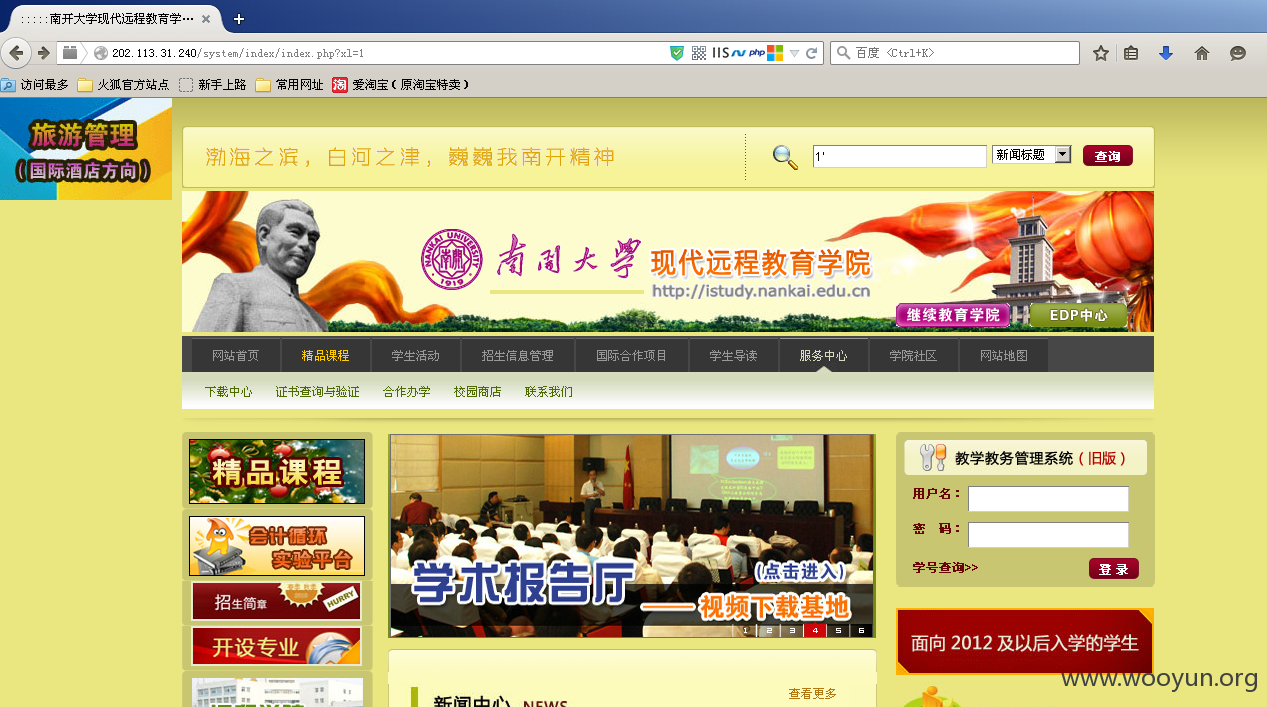 :::::南开大学现代远程教育学…
202.113.31.240/system/index/index.php?xl=1
IIS
php
百度 <Ctrl+K>
访问最多
火狐官方站点
新手上路
常用网址
淘
爱淘宝（原淘宝特卖）
旅游管理
（国际酒店方向）
渤海之滨，白河之津，巍巍我南开精神
1'
新闻标题
查询
NANKAI UNIVERSITY
1919
南开大学
现代远程教育学院
http://istudy.nankai.edu.cn
继续教育学院
EDP中心
网站首页
精品课程
学生活动
招生信息管理
国际合作项目
学生导读
服务中心
学院社区
网站地图
下载中心
证书查询与验证
合作办学
校园商店
联系我们
精品课程
会计循环
实验平台
招生简章
HURRY
开设专业
学术报告厅
（点击进入）
——视频下载基地
1 2 3 4 5 6
新闻中心 NEWS
查看更多
教学教务管理系统（旧版）
用户名：
密 码：
学号查询>>
登 录
面向 2012 及以后入学的学生
www.wooyun.org